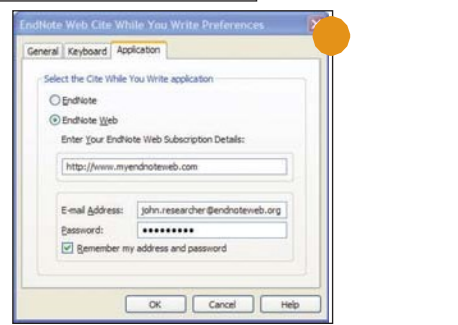 EndNote Web Cite While You Write Preferences
General Keyboard Application
Select the Cite While You Write application
EndNote
EndNote Web
Enter Your EndNote Web Subscription Details:
http://www.myendnoteweb.com
E-mail Address: john.researcher@endnoteweb.org
Password: •••••••••
Remember my address and password
OK Cancel Help